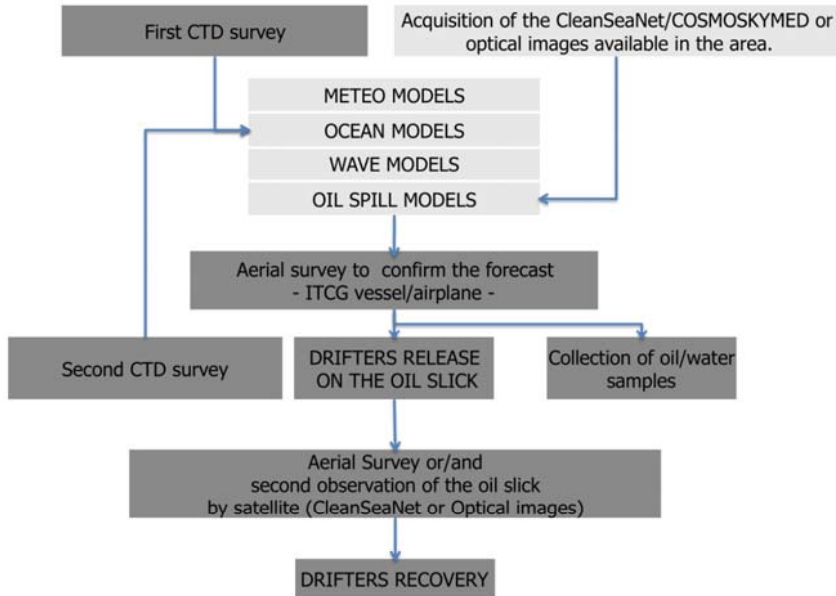 First CTD survey
Acquisition of the CleanSeaNet/COSMOSKYMED or
optical images available in the area.
METEO MODELS
OCEAN MODELS
WAVE MODELS
OIL SPILL MODELS
Aerial survey to confirm the forecast
- ITCG vessel/airplane -
Second CTD survey
DRIFTERS RELEASE
ON THE OIL SLICK
Collection of oil/water
samples
Aerial Survey or/and
second observation of the oil slick
by satellite (CleanSeaNet or Optical images)
DRIFTERS RECOVERY